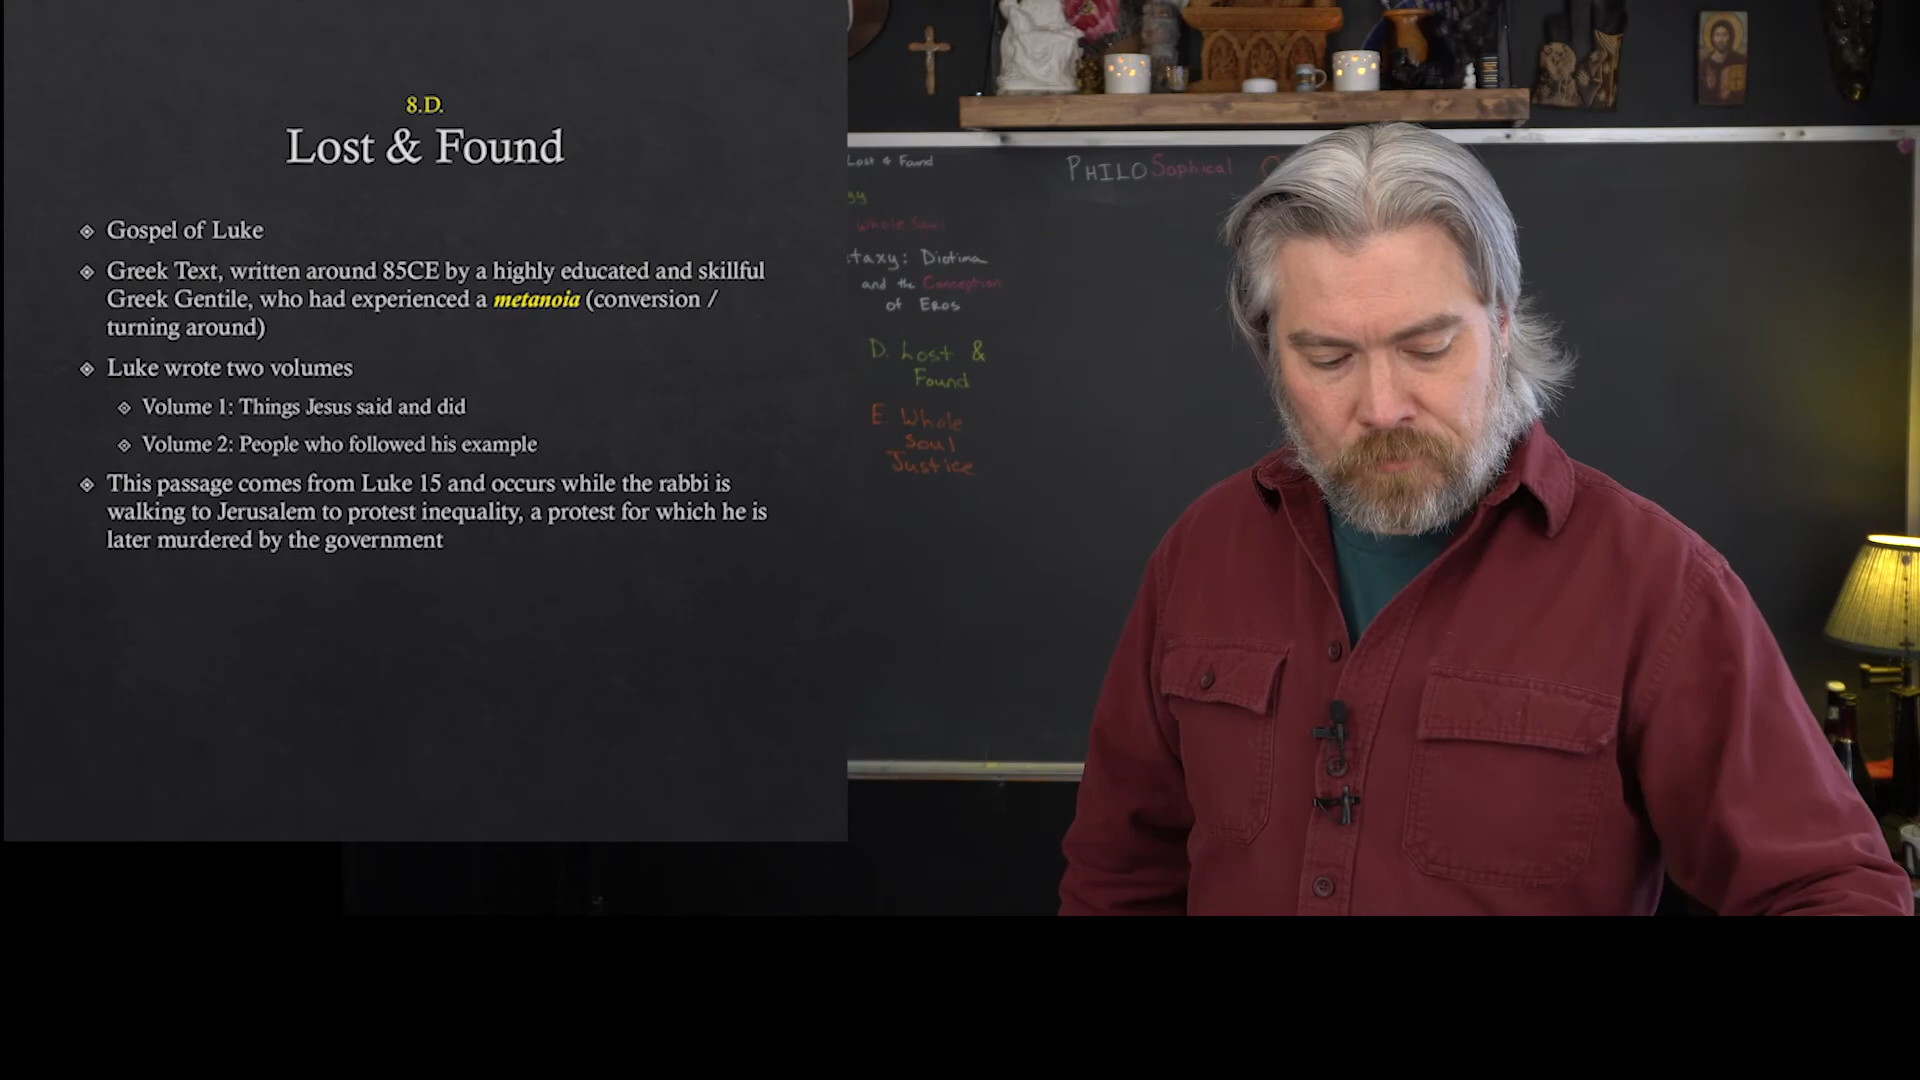 8.D.
Lost & Found
Gospel of Luke
Greek Text, written around 85CE by a highly educated and skillful
Greek Gentile, who had experienced a metanoia (conversion /
turning around)
Luke wrote two volumes
Volume 1: Things Jesus said and did
Volume 2: People who followed his example
This passage comes from Luke 15 and occurs while the rabbi is
walking to Jerusalem to protest inequality, a protest for which he is
later murdered by the government
Lost & Found
Whole Soul
Diotima
and the Conception
of Eros
D. Lost &
Found
E. Whole
Soul
Justice
PHILOSophical